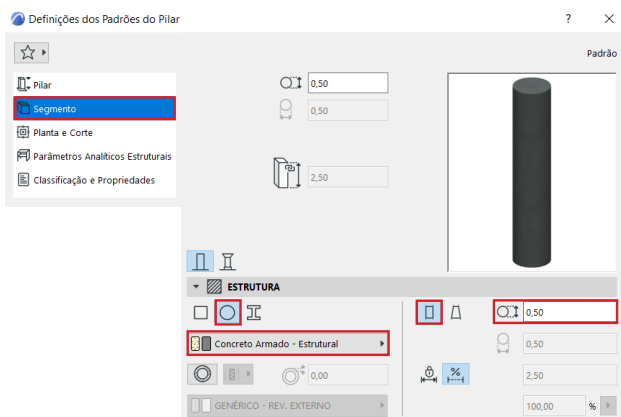 Definições dos Padrões do Pilar
?
Padrão
Pilar
Segmento
Planta e Corte
Parâmetros Analíticos Estruturais
Classificação e Propriedades
0,50
0,50
2,50
ESTRUTURA
Concreto Armado - Estrutural
0,00
GENÉRICO - REV. EXTERNO
0,50
0,50
%
2,50
100,00
%